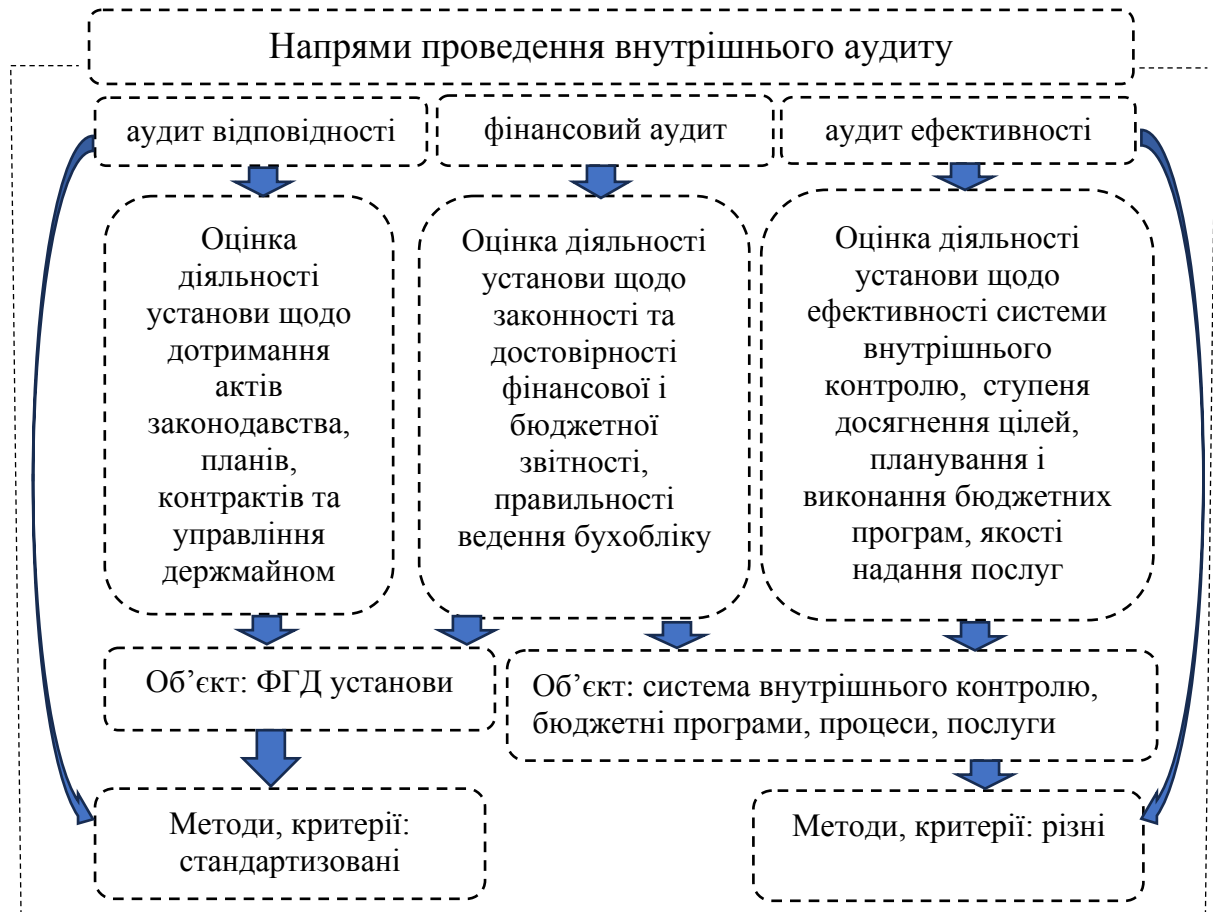 Напрями проведення внутрішнього аудиту
аудит відповідності
фінансовий аудит
аудит ефективності
Оцінка
діяльності
установи щодо
дотримання
актів
законодавства,
планів,
контрактів та
управління
держмайном
Оцінка діяльності
установи щодо
законності та
достовірності
фінансової і
бюджетної
звітності,
правильності
ведення бухобліку
Оцінка діяльності
установи щодо
ефективності системи
внутрішнього
контролю, ступеня
досягнення цілей,
планування і
виконання бюджетних
програм, якості
надання послуг
Об’єкт: ФГД установи
Об’єкт: система внутрішнього контролю,
бюджетні програми, процеси, послуги
Методи, критерії:
стандартизовані
Методи, критерії: різні